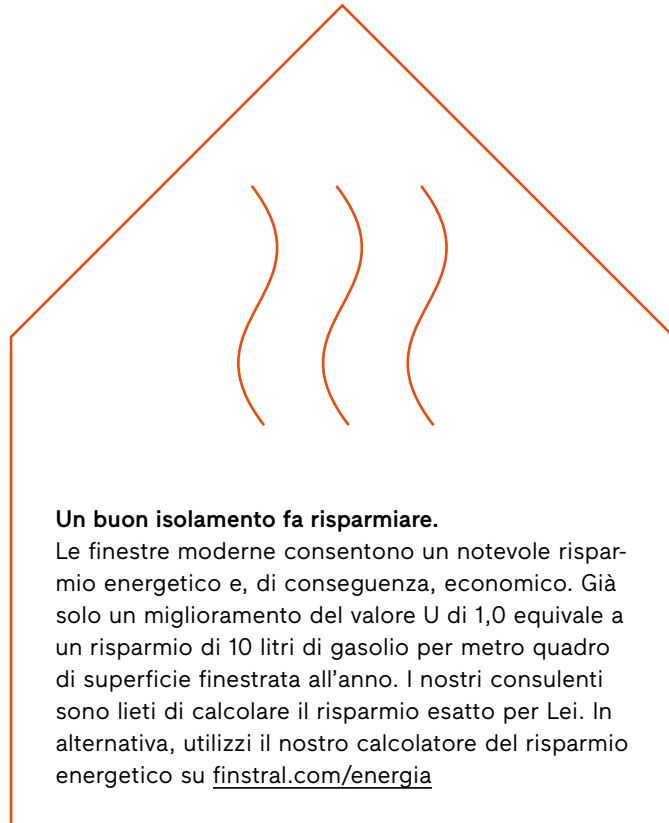 Un buon isolamento fa risparmiare.
Le finestre moderne consentono un notevole rispar-
mio energetico e, di conseguenza, economico. Già
solo un miglioramento del valore U di 1,0 equivale a
un risparmio di 10 litri di gasolio per metro quadro
di superficie finestrata all’anno. I nostri consulenti
sono lieti di calcolare il risparmio esatto per Lei. In
alternativa, utilizzi il nostro calcolatore del risparmio
energetico su finstral.com/energia